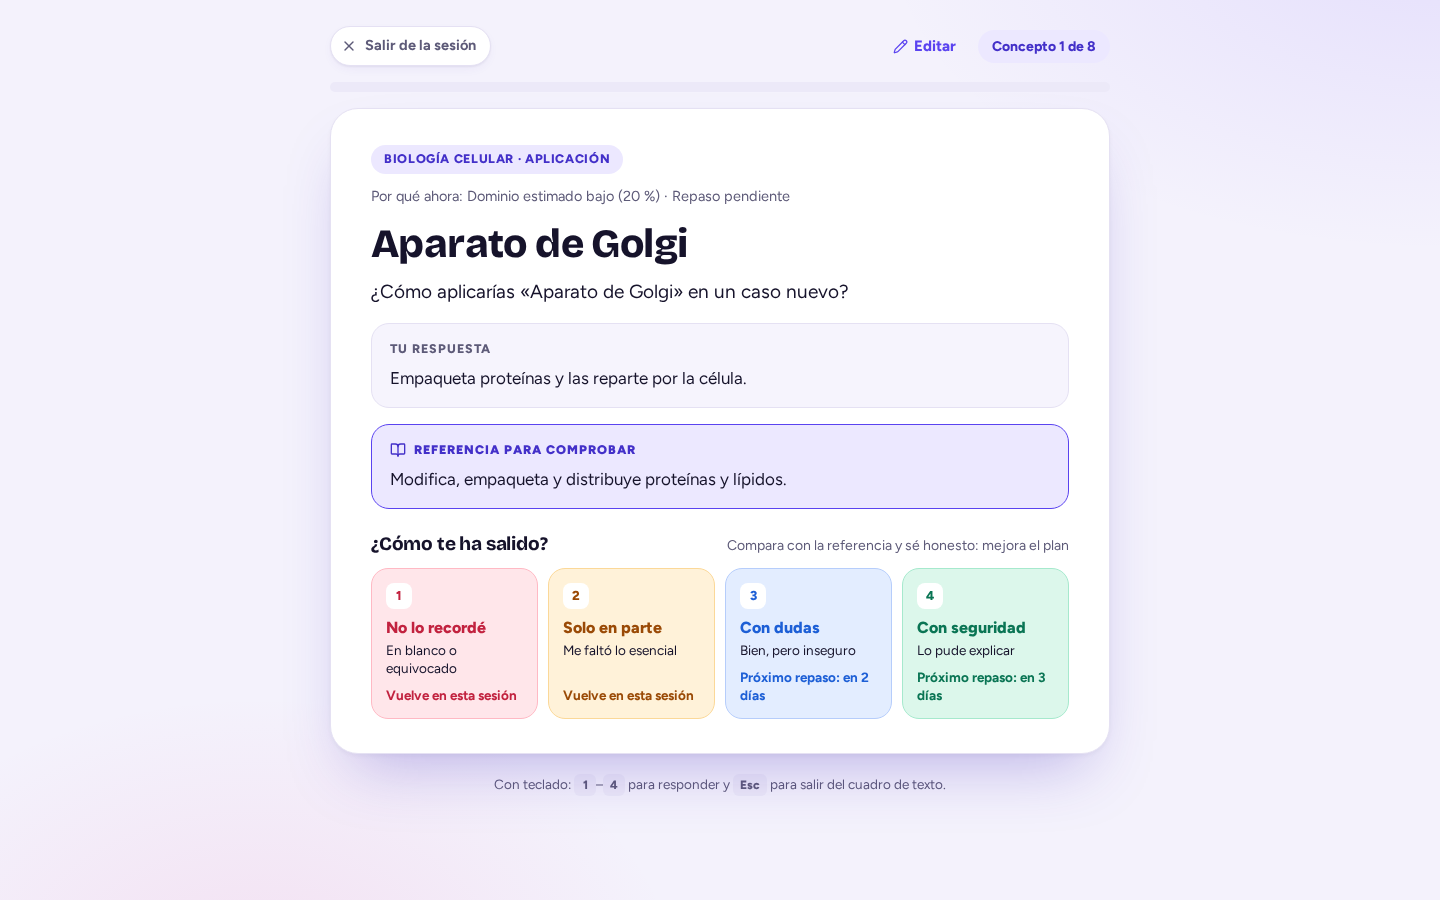 Salir de la sesión
Editar
Concepto 1 de 8
BIOLOGÍA CELULAR · APLICACIÓN
Por qué ahora: Dominio estimado bajo (20 %) · Repaso pendiente
Aparato de Golgi
¿Cómo aplicarías «Aparato de Golgi» en un caso nuevo?
TU RESPUESTA
Empaqueta proteínas y las reparte por la célula.
REFERENCIA PARA COMPROBAR
Modifica, empaqueta y distribuye proteínas y lípidos.
¿Cómo te ha salido?
Compara con la referencia y sé honesto: mejora el plan
1
No lo recordé
En blanco o
equivocado
Vuelve en esta sesión
2
Solo en parte
Me faltó lo esencial
Vuelve en esta sesión
3
Con dudas
Bien, pero inseguro
Próximo repaso: en 2
días
4
Con seguridad
Lo pude explicar
Próximo repaso: en 3
días
Con teclado: 1 – 4 para responder y Esc para salir del cuadro de texto.